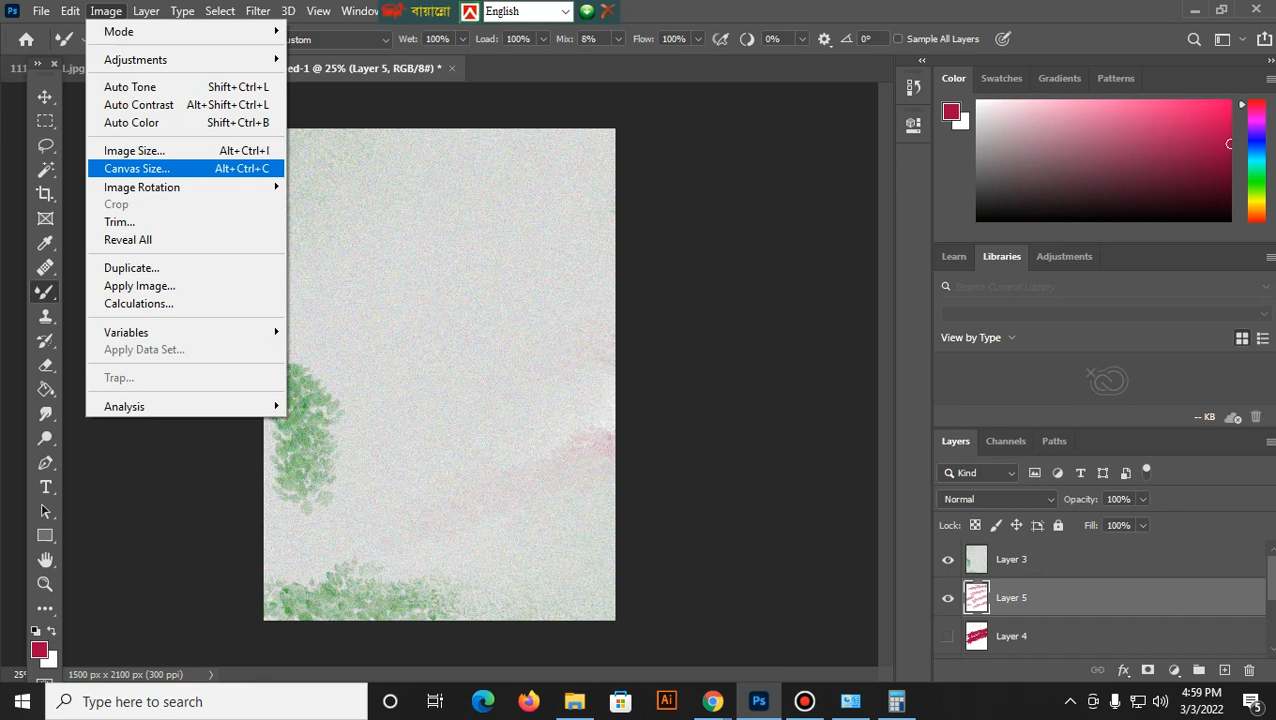 Ps File Edit Image Layer Type Select Filter 3D View Window বায়ান্নো English
Custom Wet: 100% Load: 100% Mix: 8% Flow: 100% 0% 0° Sample All Layers
ed-1 @ 25% (Layer 5, RGB/8#) *
Mode
Adjustments
Auto Tone Shift+Ctrl+L
Auto Contrast Alt+Shift+Ctrl+L
Auto Color Shift+Ctrl+B
Image Size... Alt+Ctrl+I
Canvas Size... Alt+Ctrl+C
Image Rotation
Crop
Trim...
Reveal All
Duplicate...
Apply Image...
Calculations...
Variables
Apply Data Set...
Trap...
Analysis
Color Swatches Gradients Patterns
Learn Libraries Adjustments
Search Current Library
View by Type
-- KB
Layers Channels Paths
Kind
Normal Opacity: 100%
Lock: Fill: 100%
Layer 3
Layer 5
Layer 4
1500 px x 2100 px (300 ppi)
Type here to search
Ai
Ps
4:59 PM
3/3/2022
5